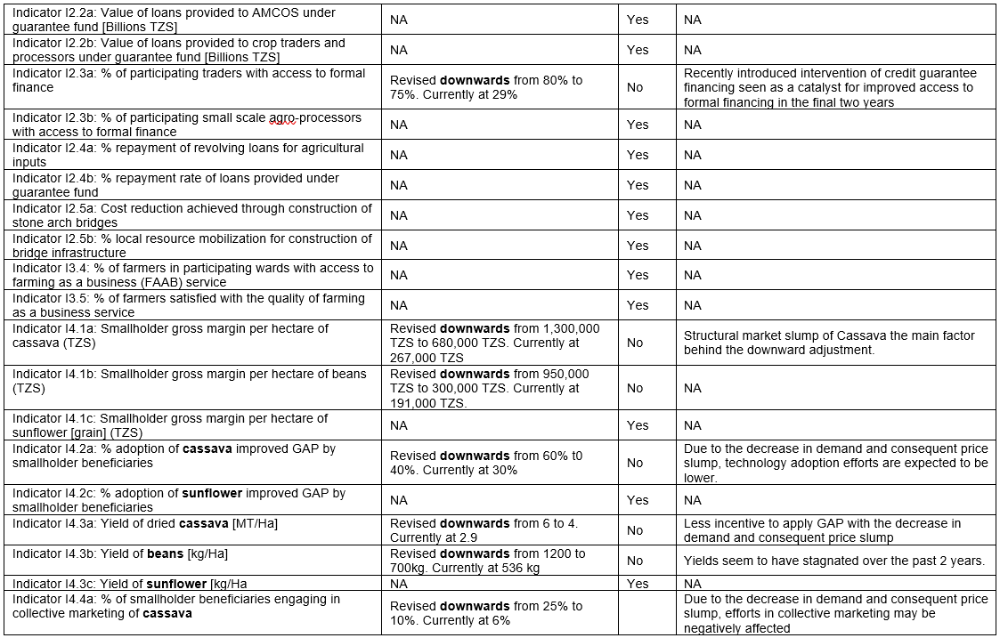 Indicator I2.2a: Value of loans provided to AMCOS under
guarantee fund [Billions TZS]
NA
Yes
NA
Indicator I2.2b: Value of loans provided to crop traders and
processors under guarantee fund [Billions TZS]
NA
Yes
NA
Indicator I2.3a: % of participating traders with access to formal
finance
Revised downwards from 80% to
75%. Currently at 29%
No
Recently introduced intervention of credit guarantee
financing seen as a catalyst for improved access to
formal financing in the final two years
Indicator I2.3b: % of participating small scale agro-processors
with access to formal finance
NA
Yes
NA
Indicator I2.4a: % repayment of revolving loans for agricultural
inputs
NA
Yes
NA
Indicator I2.4b: % repayment rate of loans provided under
guarantee fund
NA
Yes
NA
Indicator I2.5a: Cost reduction achieved through construction of
stone arch bridges
NA
Yes
NA
Indicator I2.5b: % local resource mobilization for construction of
bridge infrastructure
NA
Yes
NA
Indicator I3.4: % of farmers in participating wards with access to
farming as a business (FAAB) service
NA
Yes
NA
Indicator I3.5: % of farmers satisfied with the quality of farming
as a business service
NA
Yes
NA
Indicator I4.1a: Smallholder gross margin per hectare of
cassava (TZS)
Revised downwards from 1,300,000
TZS to 680,000 TZS. Currently at
267,000 TZS
No
Structural market slump of Cassava the main factor
behind the downward adjustment.
Indicator I4.1b: Smallholder gross margin per hectare of beans
(TZS)
Revised downwards from 950,000
TZS to 300,000 TZS. Currently at
191,000 TZS.
No
NA
Indicator I4.1c: Smallholder gross margin per hectare of
sunflower [grain] (TZS)
NA
Yes
NA
Indicator I4.2a: % adoption of cassava improved GAP by
smallholder beneficiaries
Revised downwards from 60% to
40%. Currently at 30%
No
Due to the decrease in demand and consequent price
slump, technology adoption efforts are expected to be
lower.
Indicator I4.2c: % adoption of sunflower improved GAP by
smallholder beneficiaries
NA
Yes
NA
Indicator I4.3a: Yield of dried cassava [MT/Ha]
Revised downwards from 6 to 4.
Currently at 2.9
No
Less incentive to apply GAP with the decrease in
demand and consequent price slump
Indicator I4.3b: Yield of beans [kg/Ha]
Revised downwards from 1200 to
700kg. Currently at 536 kg
No
Yields seem to have stagnated over the past 2 years.
Indicator I4.3c: Yield of sunflower [kg/Ha
NA
Yes
NA
Indicator I4.4a: % of smallholder beneficiaries engaging in
collective marketing of cassava
Revised downwards from 25% to
10%. Currently at 6%
Due to the decrease in demand and consequent price
slump, efforts in collective marketing may be
negatively affected